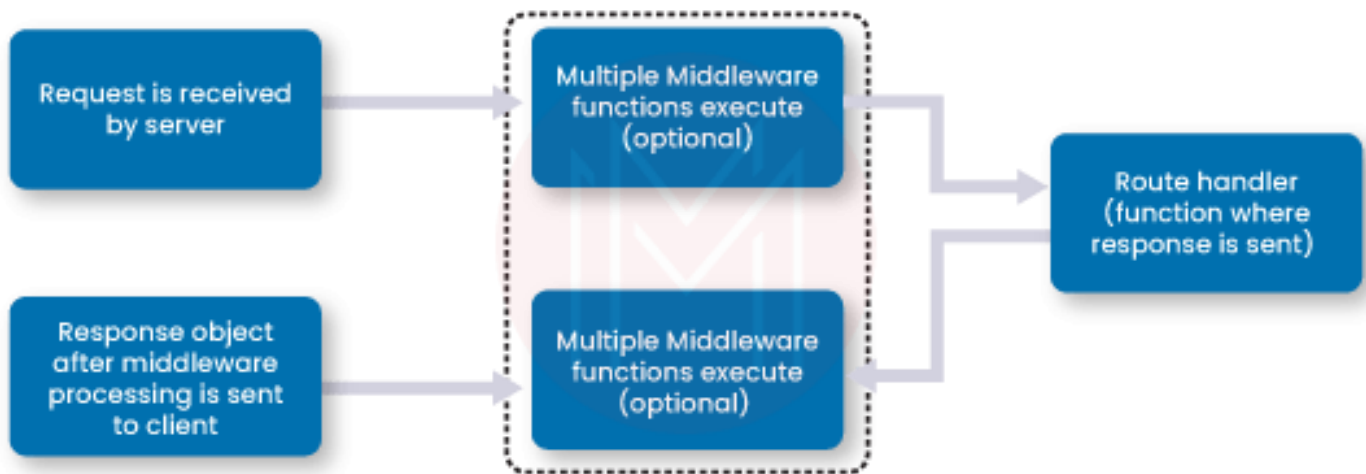 Request is received
by server
Multiple Middleware
functions execute
(optional)
Route handler
(function where
response is sent)
Response object
after middleware
processing is sent
to client
Multiple Middleware
functions execute
(optional)